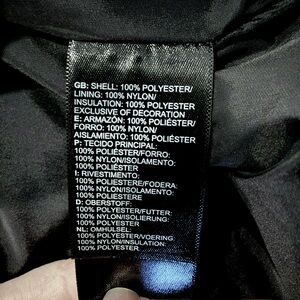 GB: SHELL: 100% POLYESTER/
LINING: 100% NYLON/
INSULATION: 100% POLYESTER
EXCLUSIVE OF DECORATION
E: ARMAZÓN: 100% POLIÉSTER/
FORRO: 100% NYLON/
AISLAMIENTO: 100% POLIÉSTER
P: TECIDO PRINCIPAL:
100% POLIÉSTER/FORRO:
100% NYLON/ISOLAMENTO:
100% POLIÉSTER
I: RIVESTIMENTO:
100% POLIESTERE/FODERA:
100% NYLON/ISOLAMENTO:
100% POLIESTERE
D: OBERSTOFF:
100% POLYESTER/FUTTER:
100% NYLON/ISOLIERUNG:
100% POLYESTER
NL: OMHULSEL:
100% POLYESTER/VOERING:
100% NYLON/INSULATION:
100% POLYESTER